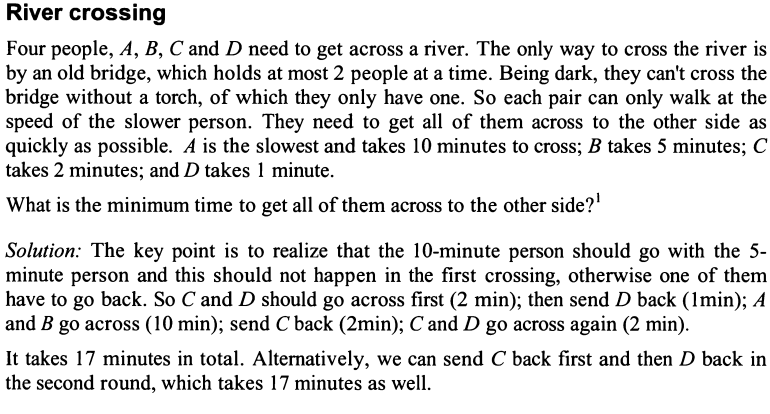 River crossing
Four people, A, B, C and D need to get across a river. The only way to cross the river is
by an old bridge, which holds at most 2 people at a time. Being dark, they can't cross the
bridge without a torch, of which they only have one. So each pair can only walk at the
speed of the slower person. They need to get all of them across to the other side as
quickly as possible. A is the slowest and takes 10 minutes to cross; B takes 5 minutes; C
takes 2 minutes; and D takes 1 minute.
What is the minimum time to get all of them across to the other side?¹
Solution: The key point is to realize that the 10-minute person should go with the 5-
minute person and this should not happen in the first crossing, otherwise one of them
have to go back. So C and D should go across first (2 min); then send D back (1min); A
and B go across (10 min); send C back (2min); C and D go across again (2 min).
It takes 17 minutes in total. Alternatively, we can send C back first and then D back in
the second round, which takes 17 minutes as well.